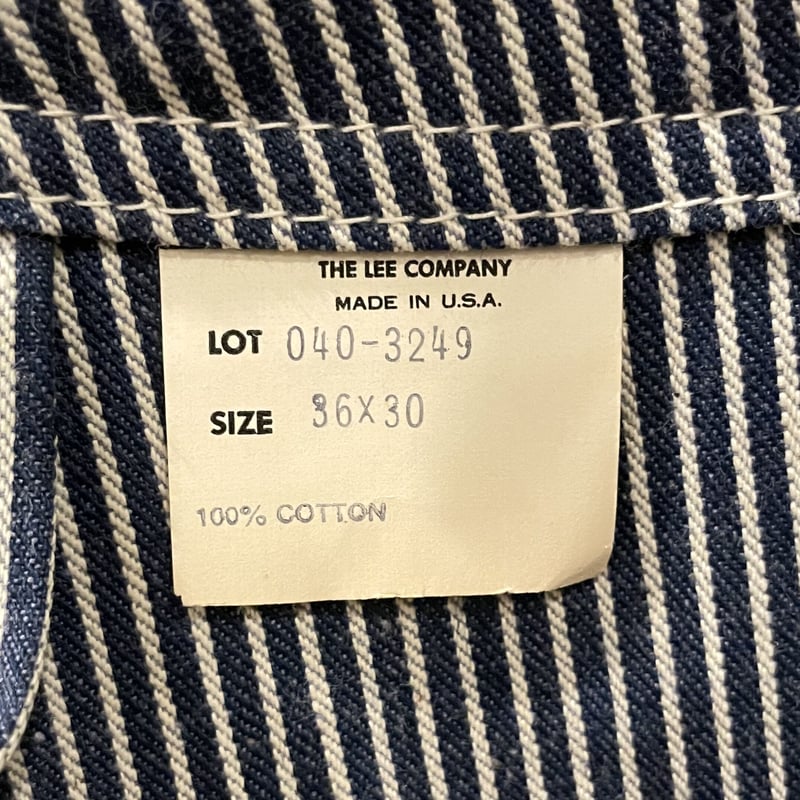 THE LEE COMPANY
MADE IN U.S.A.
LOT 040-3249
SIZE 36X30
100% COTTON